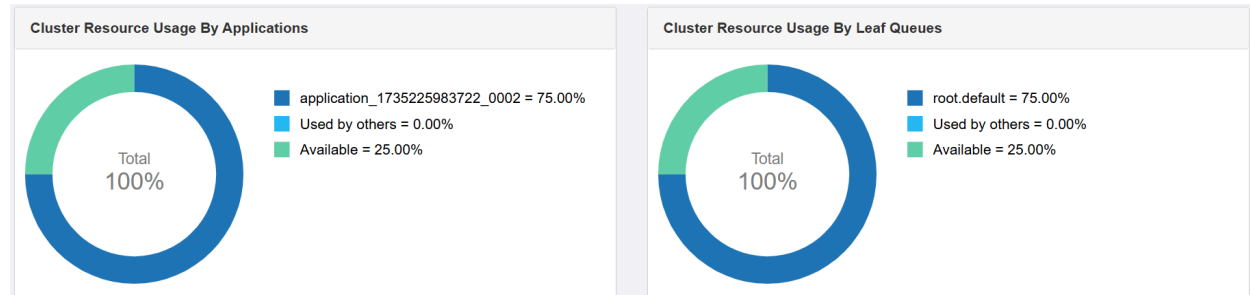 Cluster Resource Usage By Applications
application_1735225983722_0002 = 75.00%
Used by others = 0.00%
Available = 25.00%
Total
100%
Cluster Resource Usage By Leaf Queues
root.default = 75.00%
Used by others = 0.00%
Available = 25.00%
Total
100%